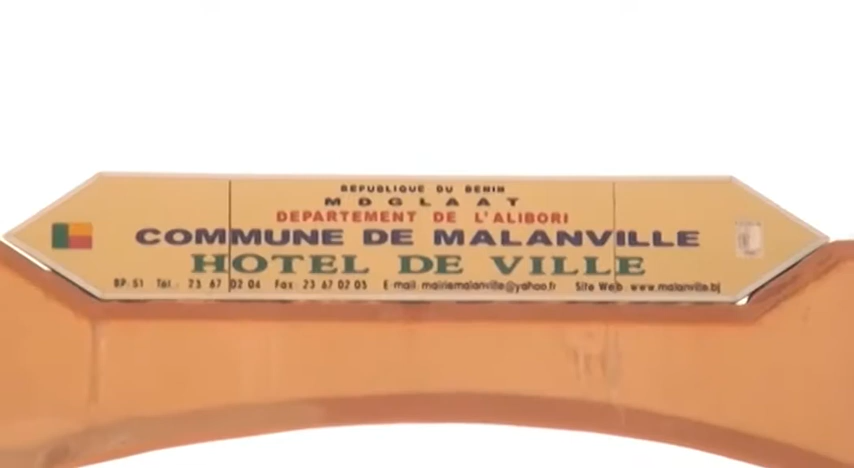 REPUBLIQUE DU BENIN
M D G L A A T
DEPARTEMENT DE L'ALIBORI
COMMUNE DE MALANVILLE
HOTEL DE VILLE
BP: 51 Tél.: 23 67 02 04 Fax: 23 67 02 05 E mail: mairiemalanville@yahoo.fr Site Web: www.malanville.bj